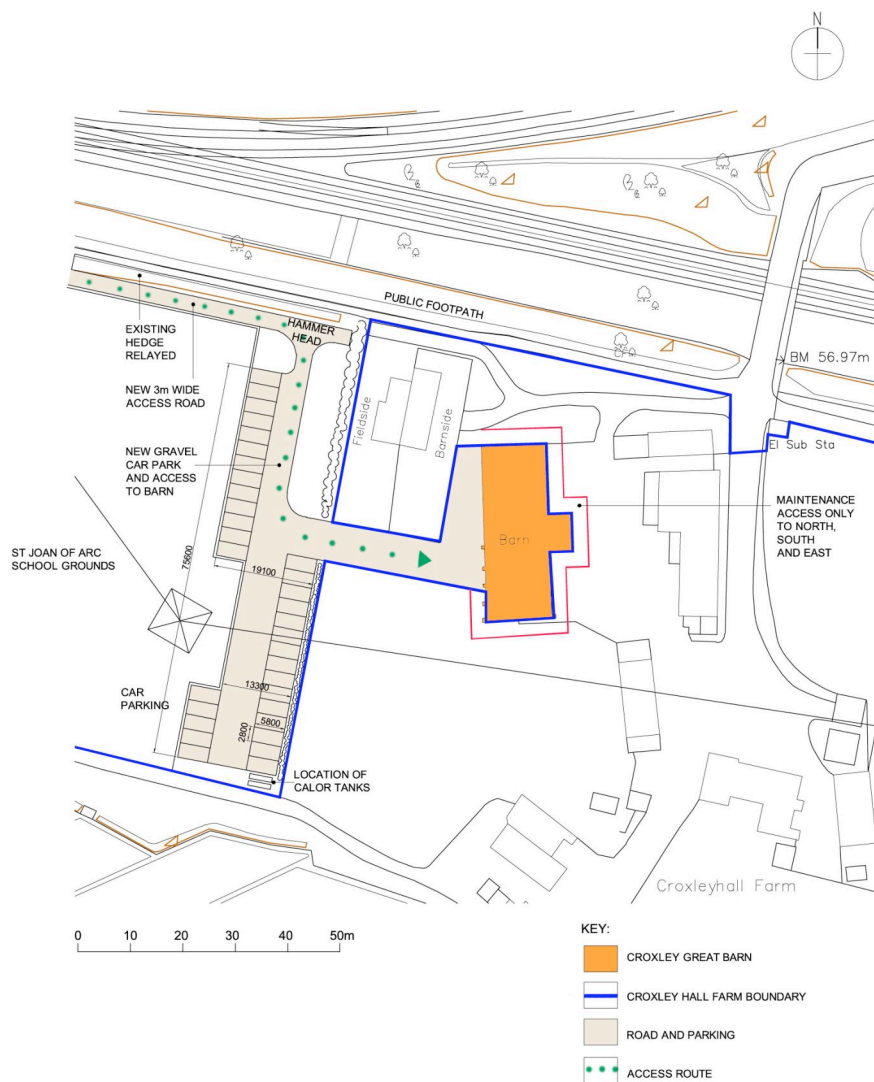 N
PUBLIC FOOTPATH
HAMMER
HEAD
EXISTING
HEDGE
RELAYED
BM 56.97m
NEW 3m WIDE
ACCESS ROAD
Fieldside
Barnside
El Sub Sta
NEW GRAVEL
CAR PARK
AND ACCESS
TO BARN
MAINTENANCE
ACCESS ONLY
TO NORTH,
SOUTH
AND EAST
Barn
ST JOAN OF ARC
SCHOOL GROUNDS
75600
19100
CAR
PARKING
13300
5800
2800
LOCATION OF
CALOR TANKS
Croxleyhall Farm
0 10 20 30 40 50m
KEY:
CROXLEY GREAT BARN
CROXLEY HALL FARM BOUNDARY
ROAD AND PARKING
ACCESS ROUTE